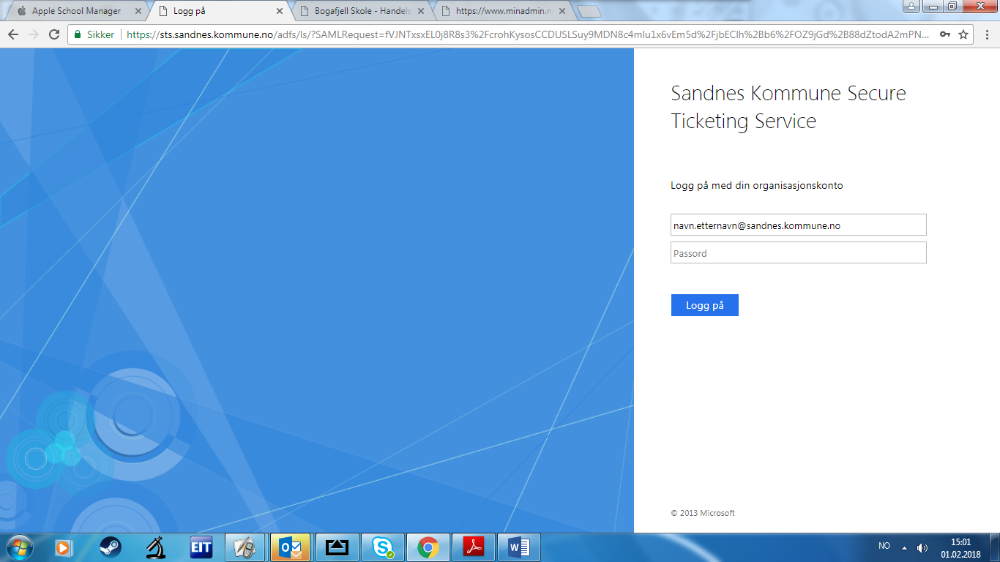 Apple School Manager
Logg på
Bogafjell Skole - Handels
https://www.minadmin.n
Sikker
https://sts.sandnes.kommune.no/adfs/ls/?SAMLRequest=fVJNTxsxEL0j8R8s3%2FcrohKysosCCDUSLSuy9MDN8c4mIu1x6vEm5d%2FjbEClh%2Bb6%2FOZ9jGd%2B88dZtodA2mPN...
Sandnes Kommune Secure
Ticketing Service
Logg på med din organisasjonskonto
navn.etternavn@sandnes.kommune.no
Passord
Logg på
© 2013 Microsoft
EIT
NO
15:01
01.02.2018